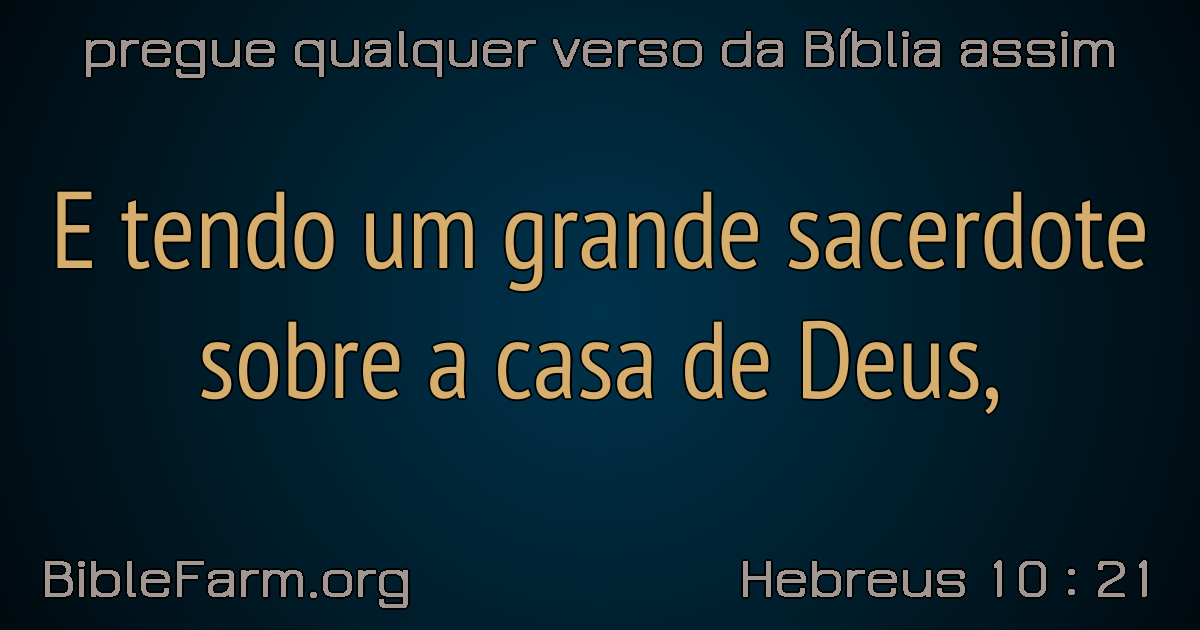 pregue qualquer verso da Bíblia assim
E tendo um grande sacerdote
sobre a casa de Deus,
BibleFarm.org
Hebreus 10 : 21